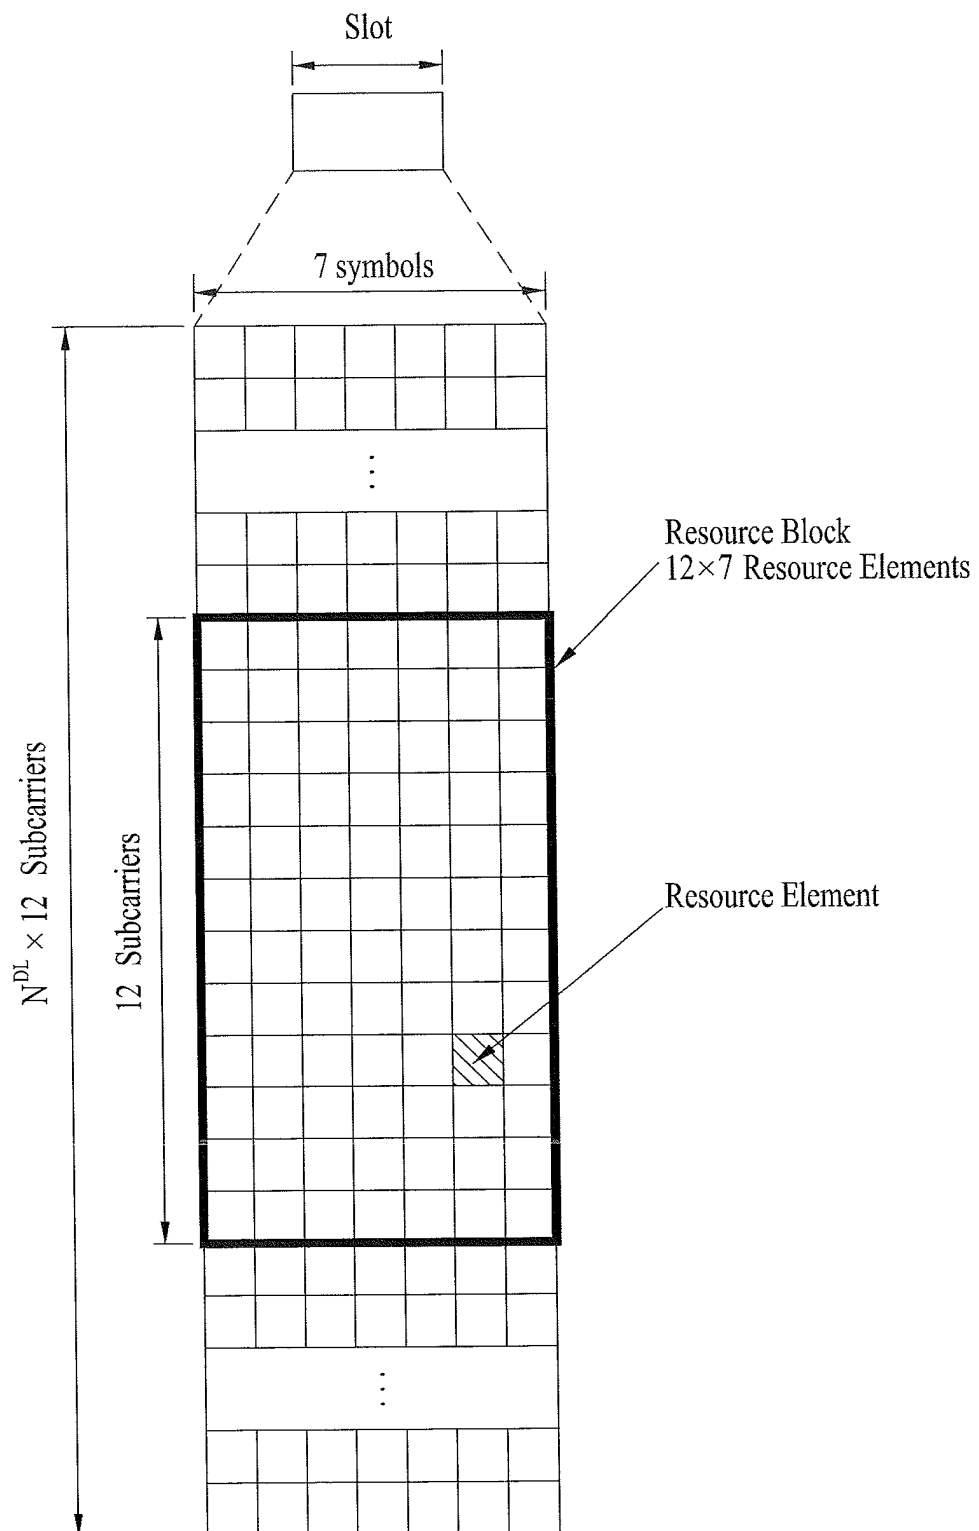 Slot
7 symbols
Resource Block
12×7 Resource Elements
N^DL × 12 Subcarriers
12 Subcarriers
Resource Element